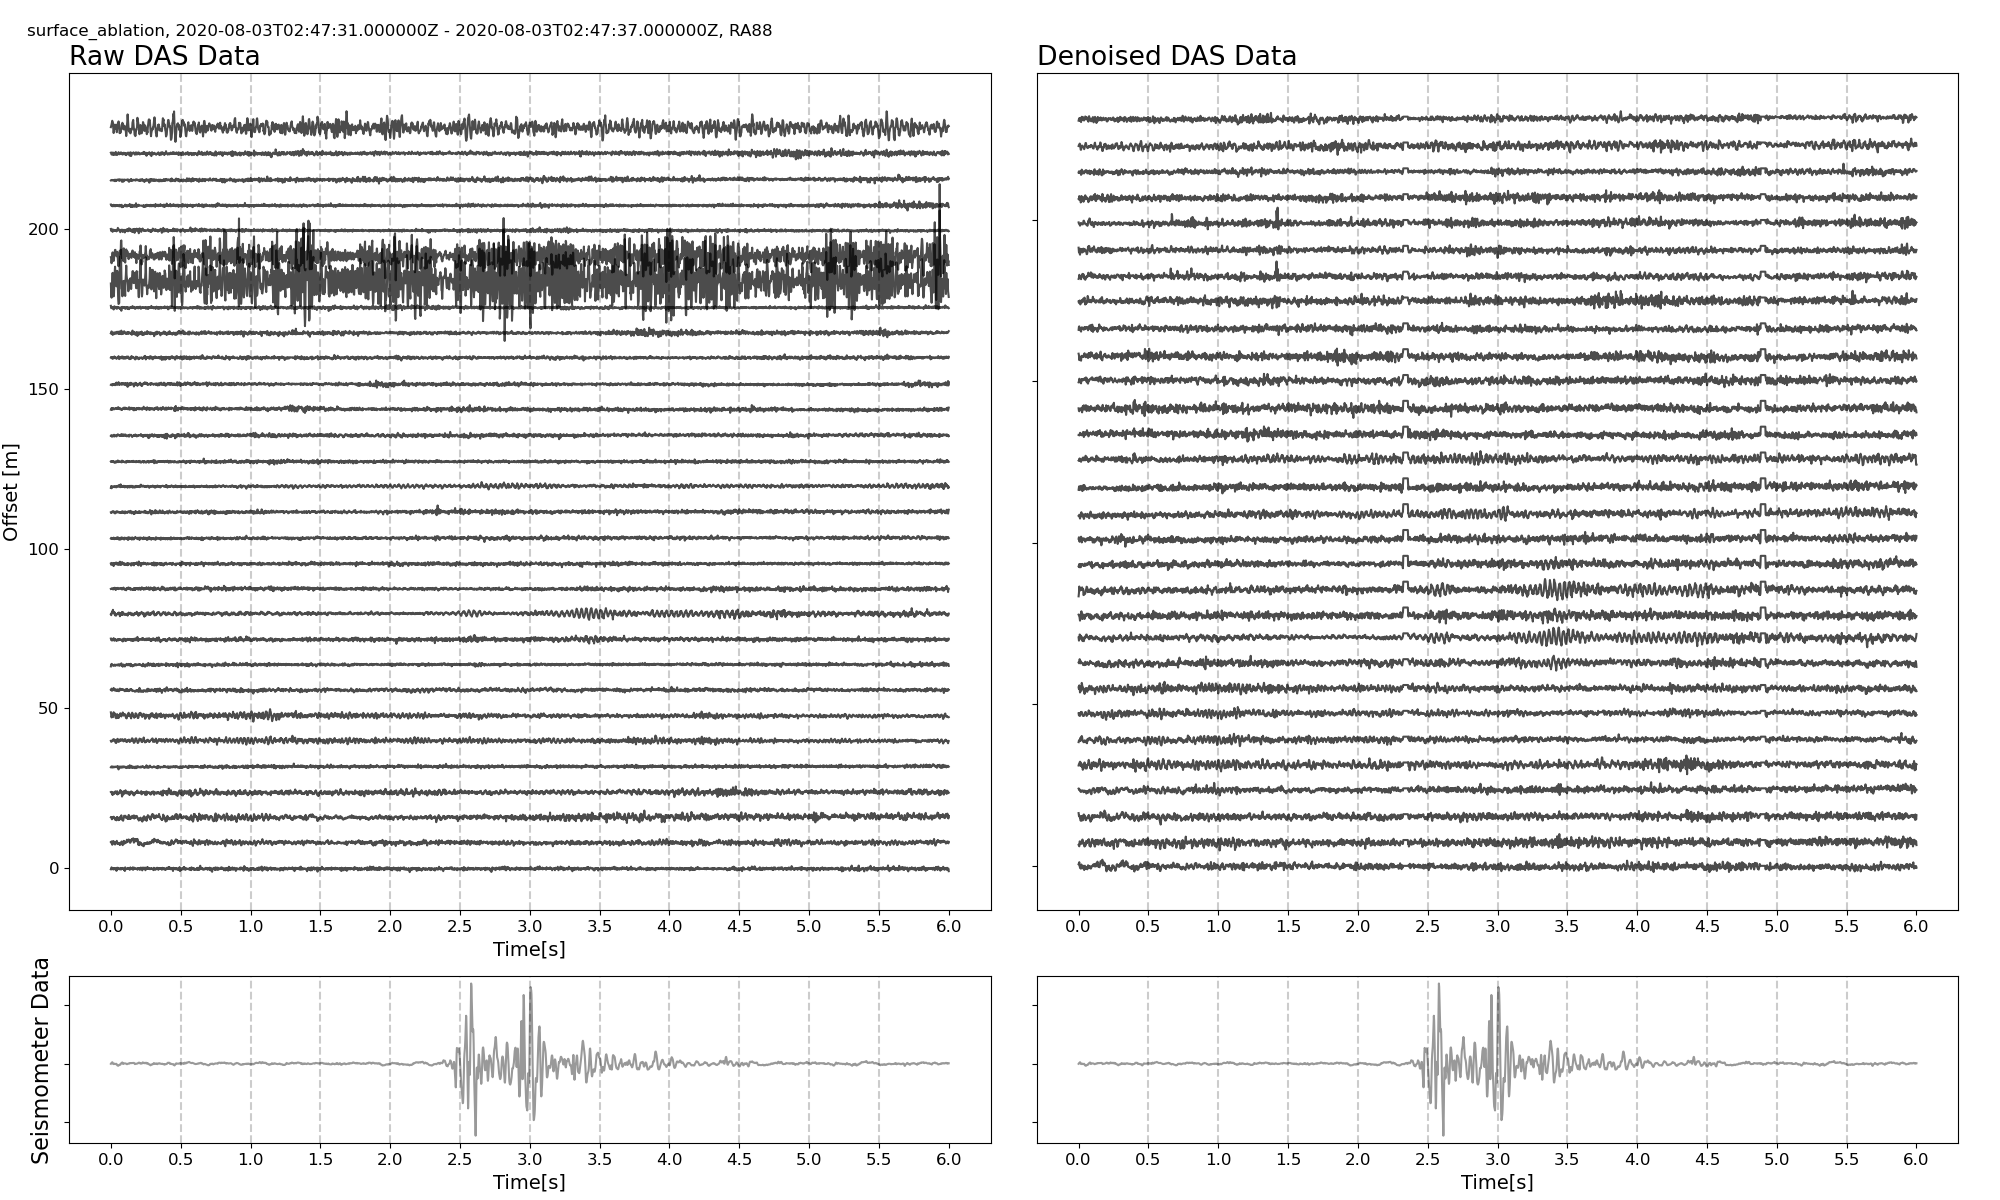 surface_ablation, 2020-08-03T02:47:31.000000Z - 2020-08-03T02:47:37.000000Z, RA88
Raw DAS Data
Denoised DAS Data
Offset [m]
200
150
100
50
0
0.0 0.5 1.0 1.5 2.0 2.5 3.0 3.5 4.0 4.5 5.0 5.5 6.0
Time[s]
0.0 0.5 1.0 1.5 2.0 2.5 3.0 3.5 4.0 4.5 5.0 5.5 6.0
Seismometer Data
0.0 0.5 1.0 1.5 2.0 2.5 3.0 3.5 4.0 4.5 5.0 5.5 6.0
Time[s]
0.0 0.5 1.0 1.5 2.0 2.5 3.0 3.5 4.0 4.5 5.0 5.5 6.0
Time[s]